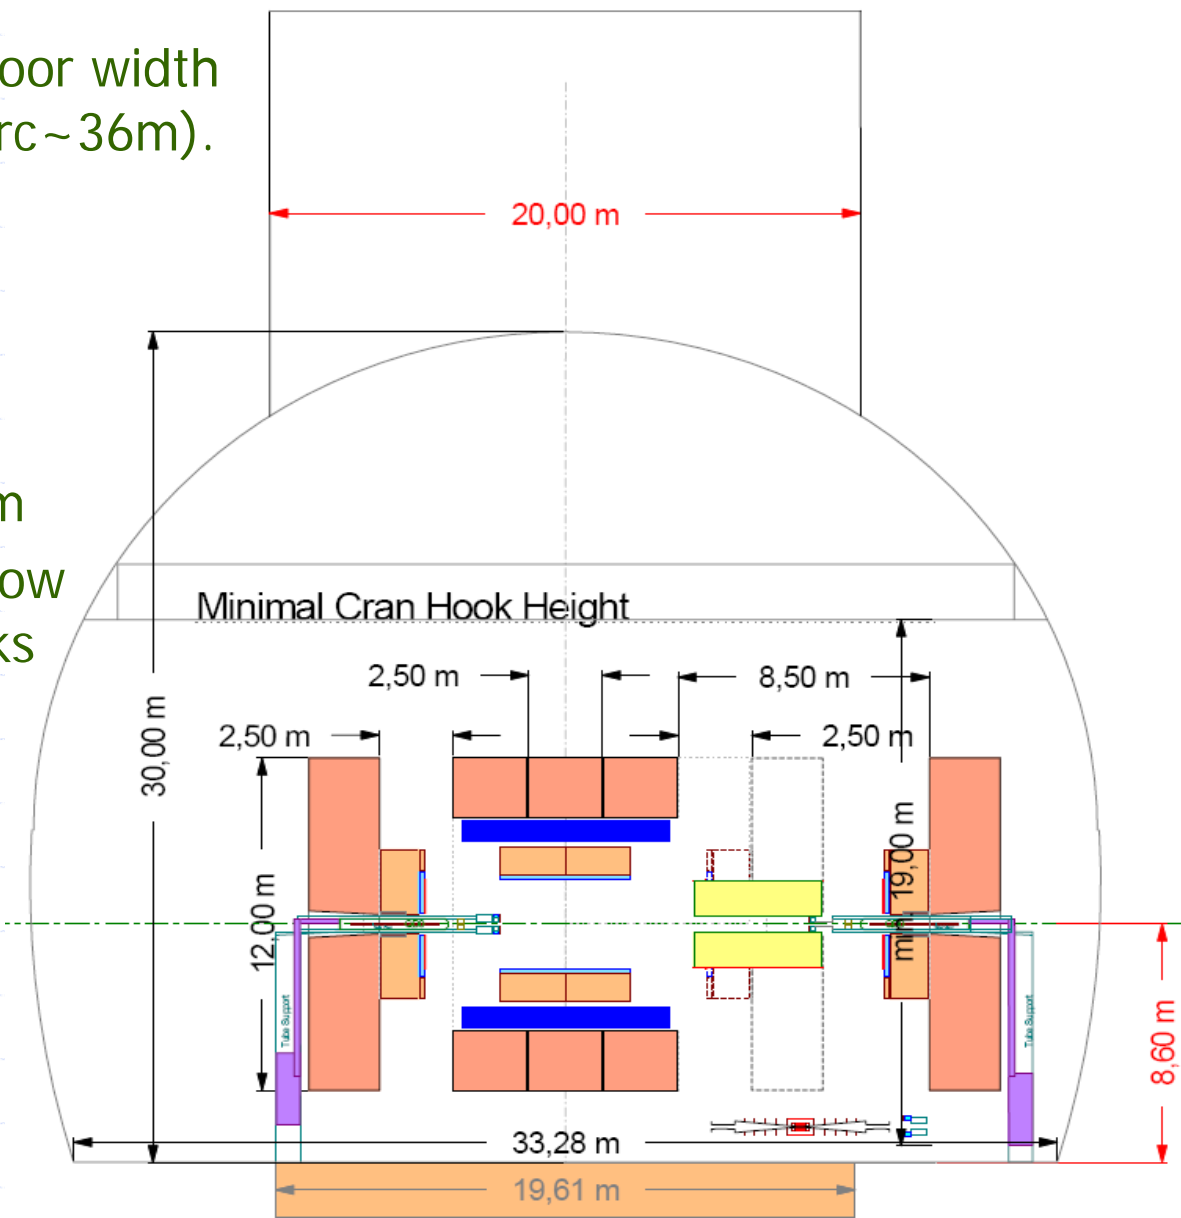 oor width
rc~36m).
20,00 m
m
ow
ks
Minimal Cran Hook Height
2,50 m
8,50 m
2,50 m
2,50 m
30,00 m
12,00 m
19,00 m
Tube Support
Tube Support
8,60 m
33,28 m
19,61 m